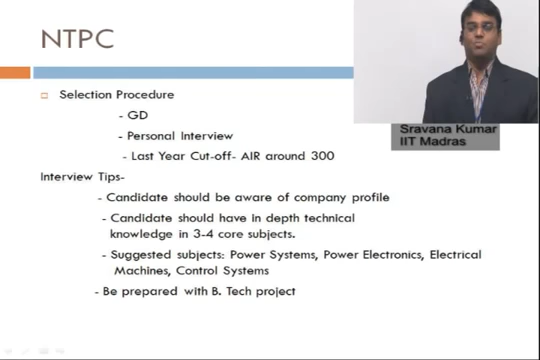 NTPC
Selection Procedure
- GD
- Personal Interview
- Last Year Cut-off- AIR around 300
Sravana Kumar
IIT Madras
Interview Tips-
- Candidate should be aware of company profile
- Candidate should have in depth technical
knowledge in 3-4 core subjects.
- Suggested subjects: Power Systems, Power Electronics, Electrical
Machines, Control Systems
- Be prepared with B. Tech project